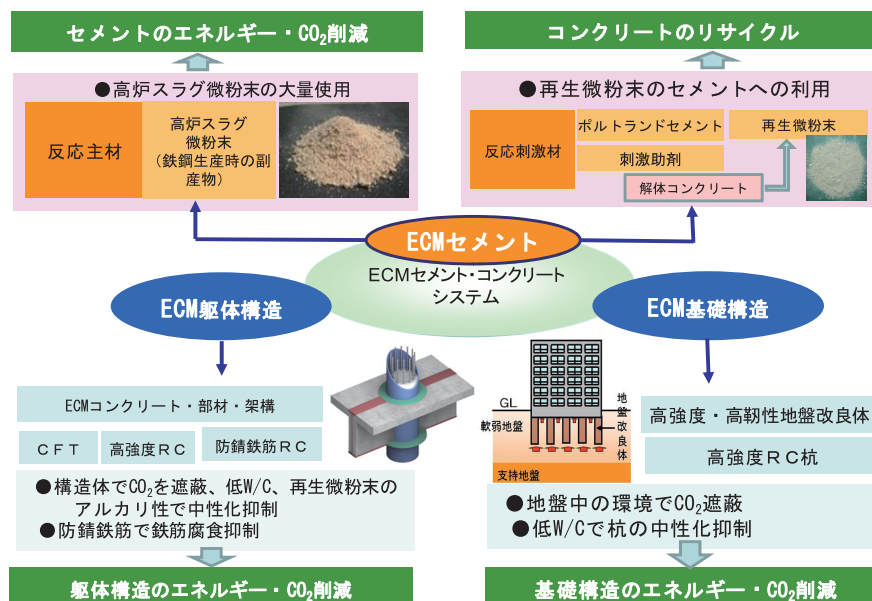 セメントのエネルギー・CO₂削減
コンクリートのリサイクル
●高炉スラグ微粉末の大量使用
反応主材
高炉スラグ
微粉末
（鉄鋼生産時の副
産物）
●再生微粉末のセメントへの利用
反応刺激材
ポルトランドセメント
再生微粉末
刺激助剤
解体コンクリート
ECMセメント
ECMセメント・コンクリート
システム
ECM躯体構造
ECM基礎構造
ECMコンクリート・部材・架構
ＣＦＴ
高強度ＲＣ
防錆鉄筋ＲＣ
GL
軟弱地盤
地盤改良体
支持地盤
高強度・高靭性地盤改良体
高強度ＲＣ杭
●構造体でCO₂を遮蔽、低W/C、再生微粉末の
アルカリ性で中性化抑制
●防錆鉄筋で鉄筋腐食抑制
●地盤中の環境でCO₂遮蔽
●低W/Cで杭の中性化抑制
躯体構造のエネルギー・CO₂削減
基礎構造のエネルギー・CO₂削減